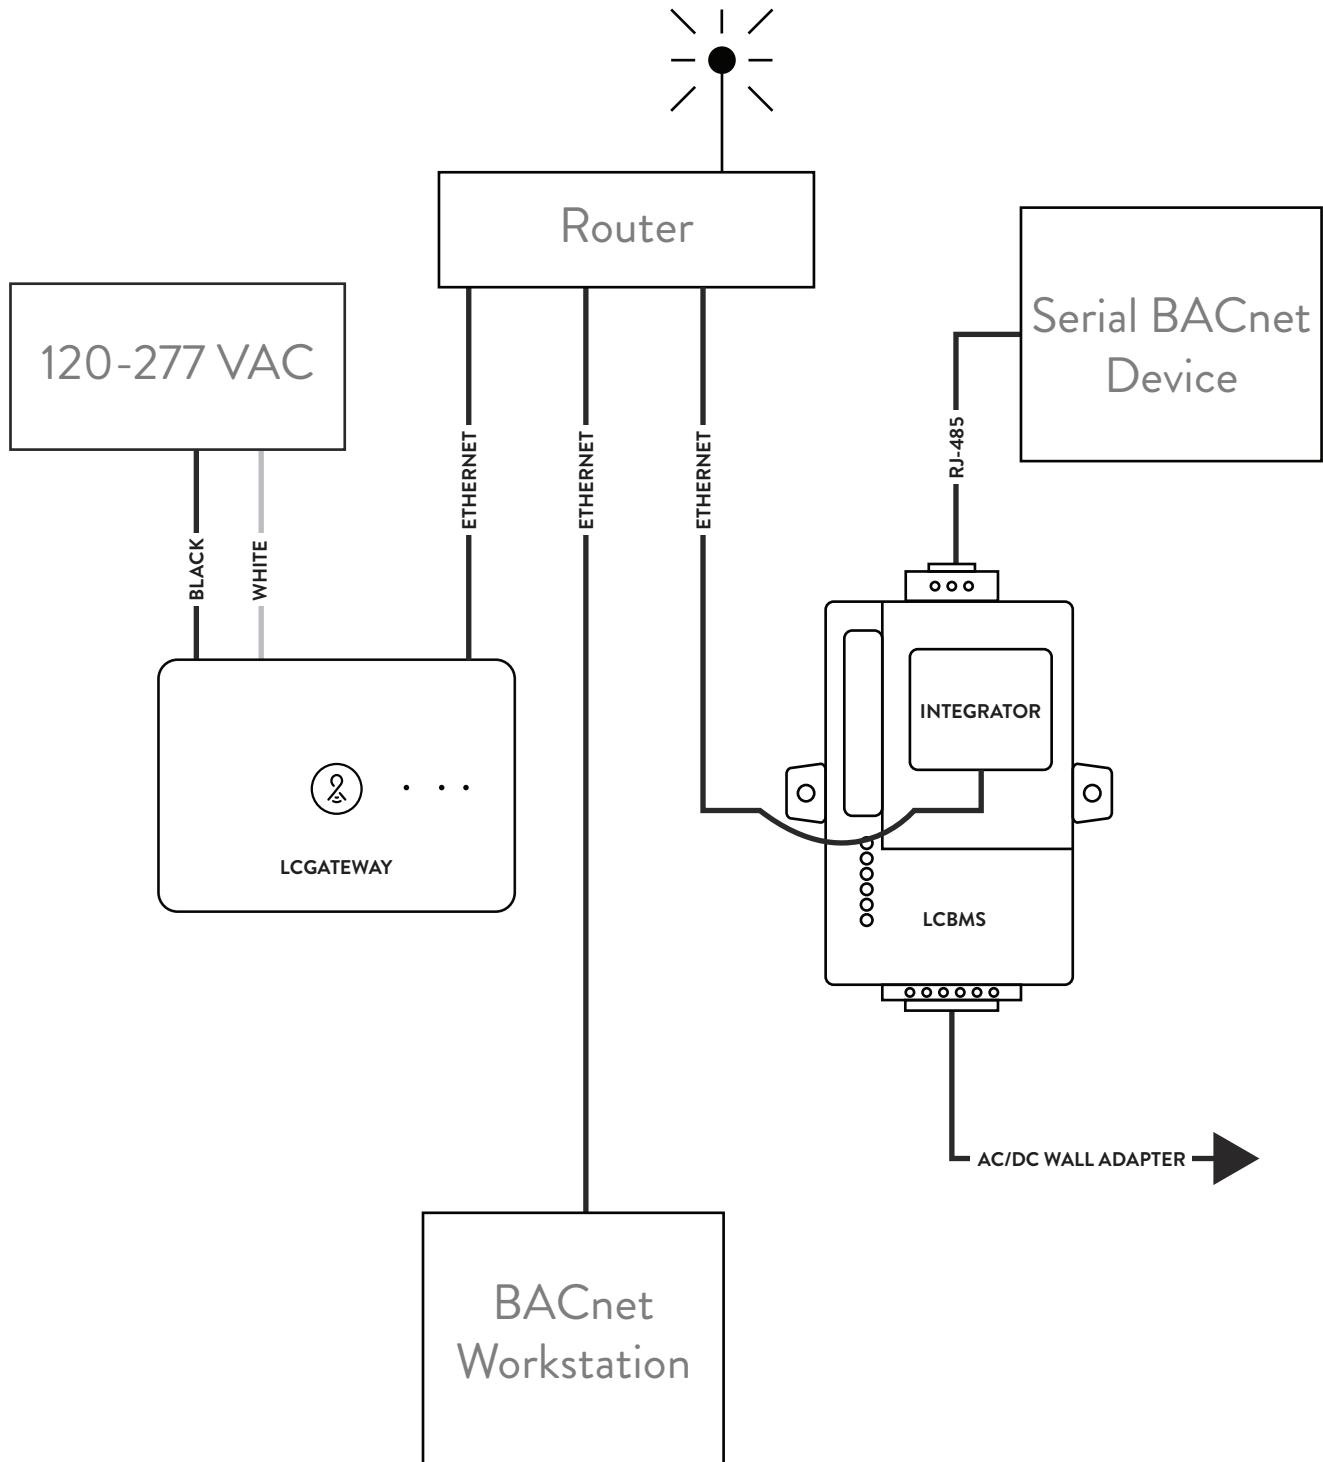 Router
Serial BACnet
Device
120-277 VAC
ETHERNET
ETHERNET
ETHERNET
RJ-485
BLACK
WHITE
INTEGRATOR
LCGATEWAY
LCBMS
AC/DC WALL ADAPTER
BACnet
Workstation